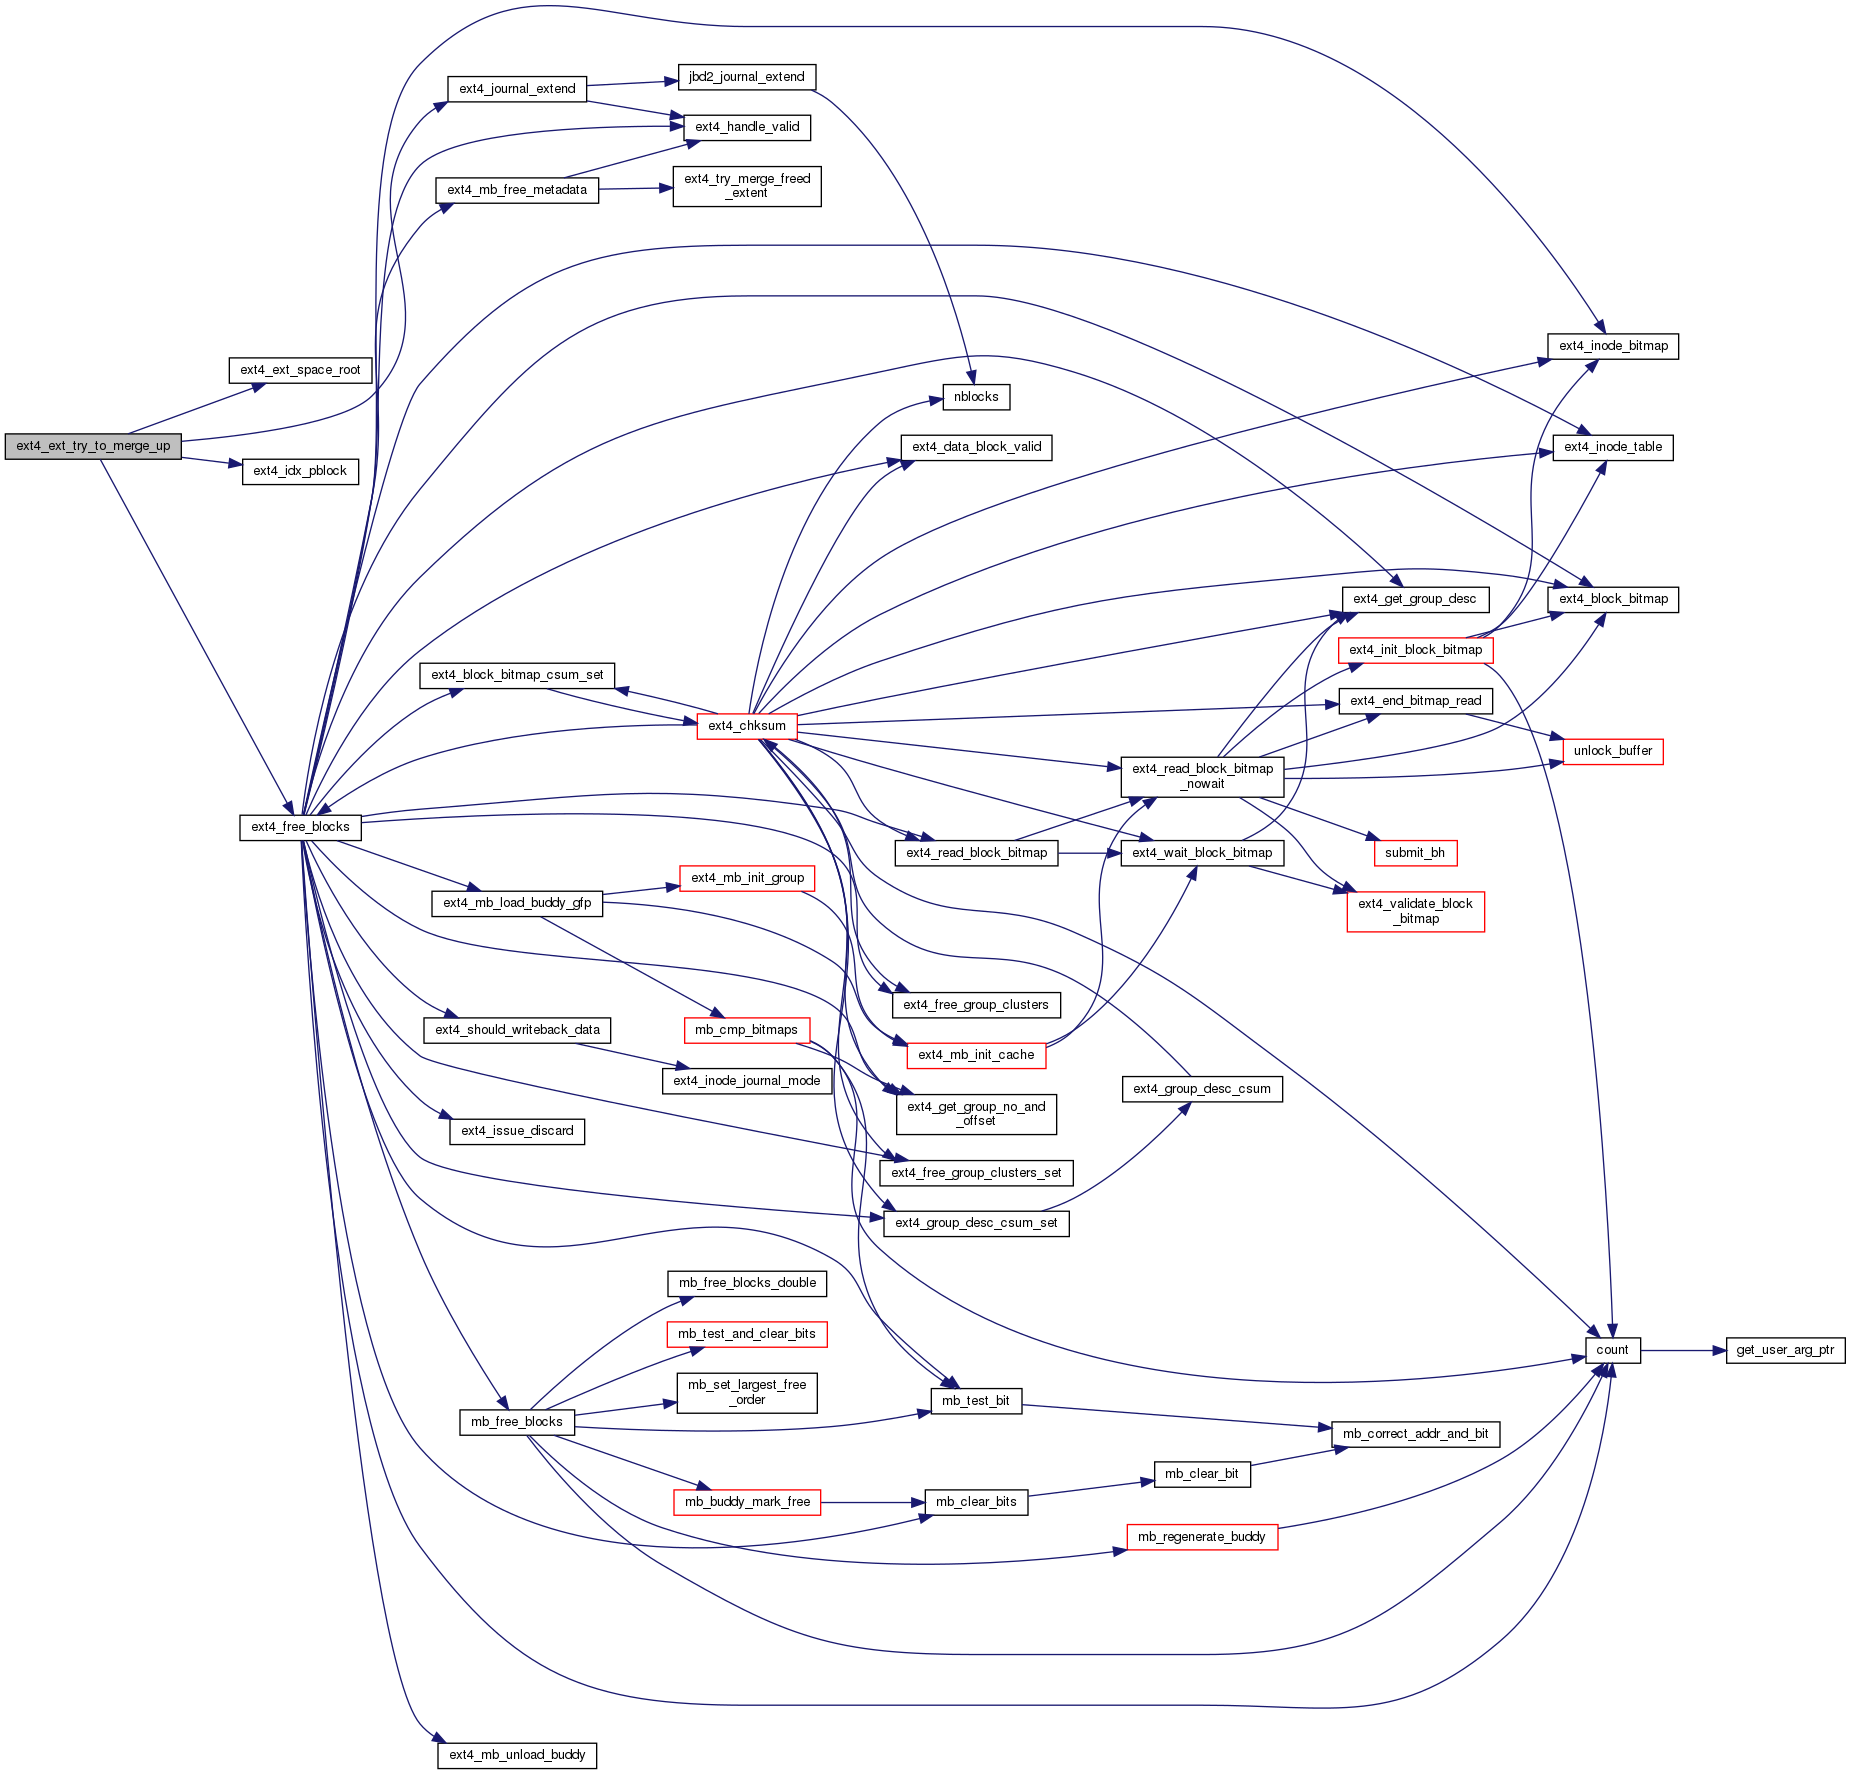 jbd2_journal_extend
ext4_journal_extend
ext4_handle_valid
ext4_try_merge_freed
_extent
ext4_mb_free_metadata
ext4_inode_bitmap
ext4_ext_space_root
nblocks
ext4_ext_try_to_merge_up
ext4_data_block_valid
ext4_inode_table
ext4_idx_pblock
ext4_get_group_desc
ext4_block_bitmap
ext4_init_block_bitmap
ext4_block_bitmap_csum_set
ext4_end_bitmap_read
ext4_chksum
unlock_buffer
ext4_read_block_bitmap
_nowait
ext4_free_blocks
ext4_read_block_bitmap
ext4_wait_block_bitmap
submit_bh
ext4_mb_init_group
ext4_mb_load_buddy_gfp
ext4_validate_block
_bitmap
ext4_free_group_clusters
ext4_should_writeback_data
mb_cmp_bitmaps
ext4_mb_init_cache
ext4_inode_journal_mode
ext4_group_desc_csum
ext4_get_group_no_and
_offset
ext4_issue_discard
ext4_free_group_clusters_set
ext4_group_desc_csum_set
mb_free_blocks_double
mb_test_and_clear_bits
count
get_user_arg_ptr
mb_set_largest_free
_order
mb_test_bit
mb_free_blocks
mb_correct_addr_and_bit
mb_clear_bit
mb_buddy_mark_free
mb_clear_bits
mb_regenerate_buddy
ext4_mb_unload_buddy